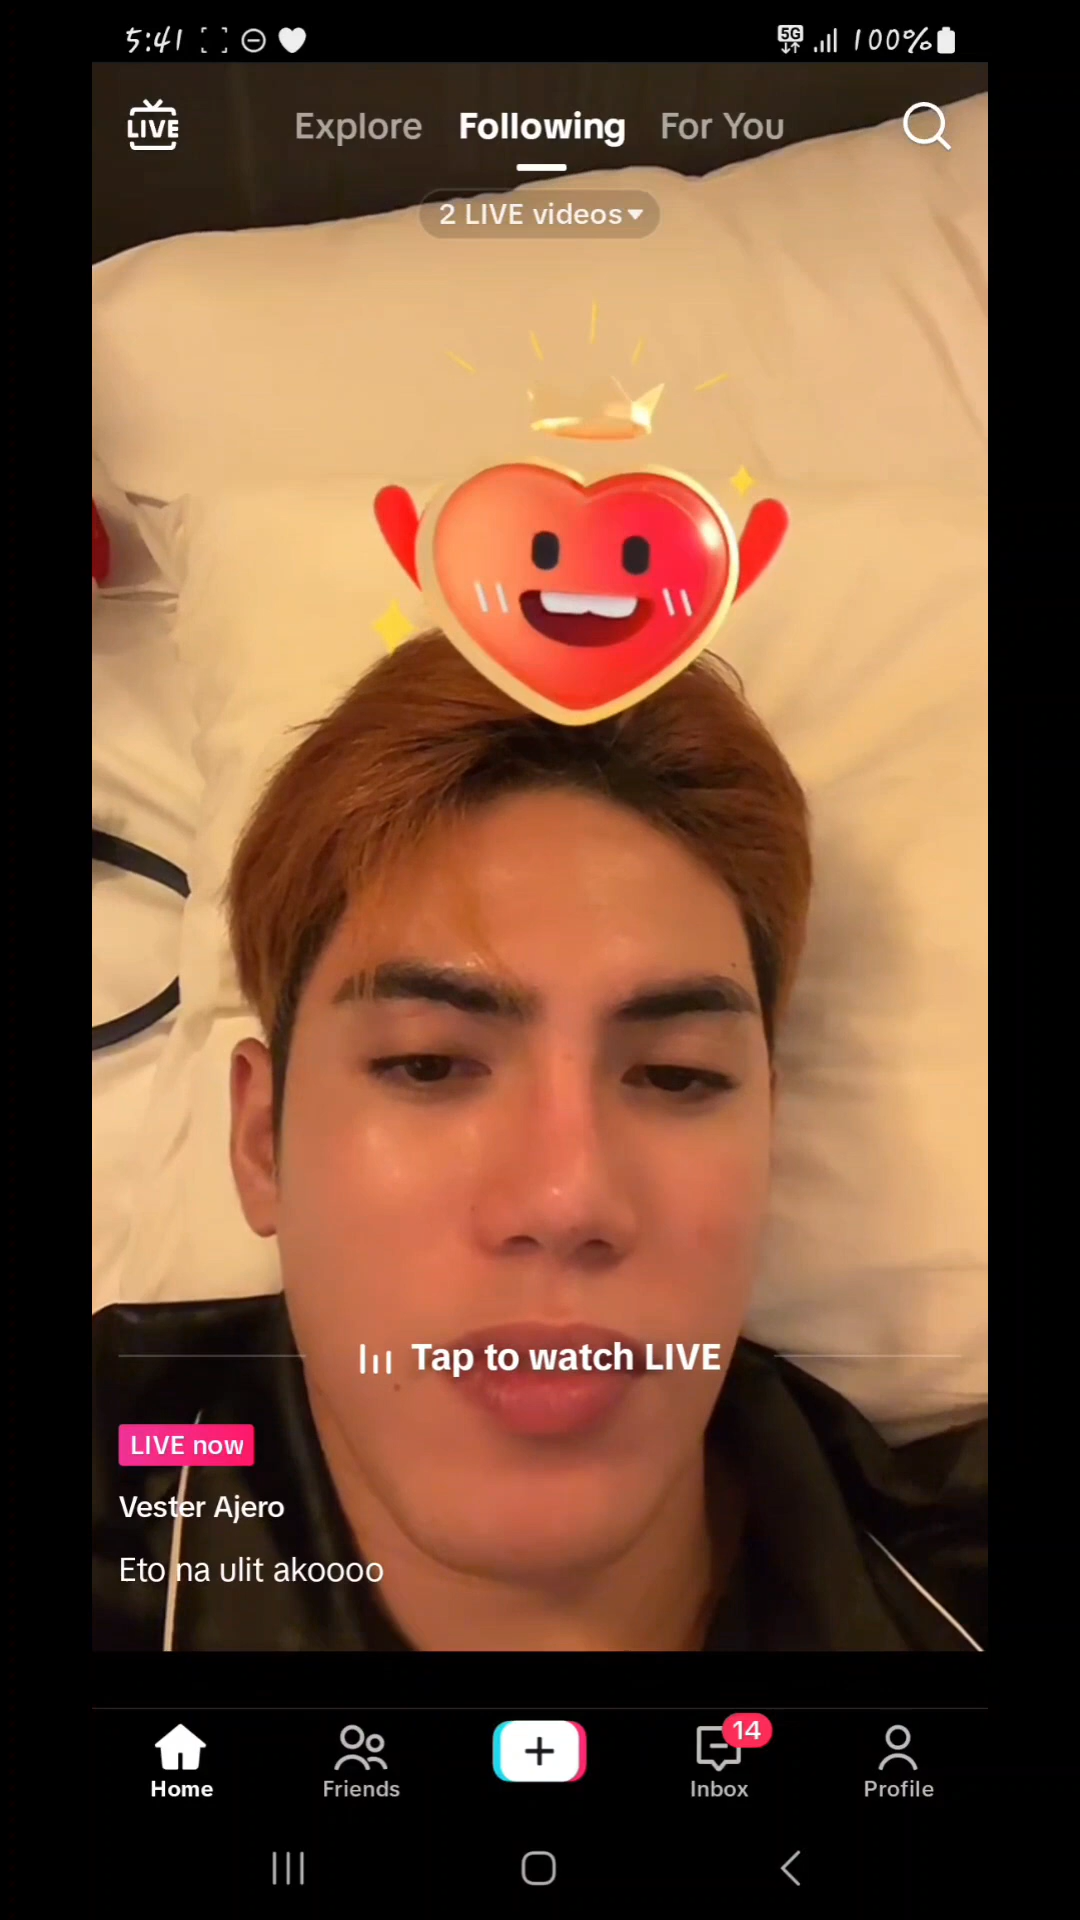 5:41
5G 100%
LIVE Explore Following For You
2 LIVE videos
Tap to watch LIVE
LIVE now
Vester Ajero
Eto na ulit akoooo
14
Home Friends Inbox Profile